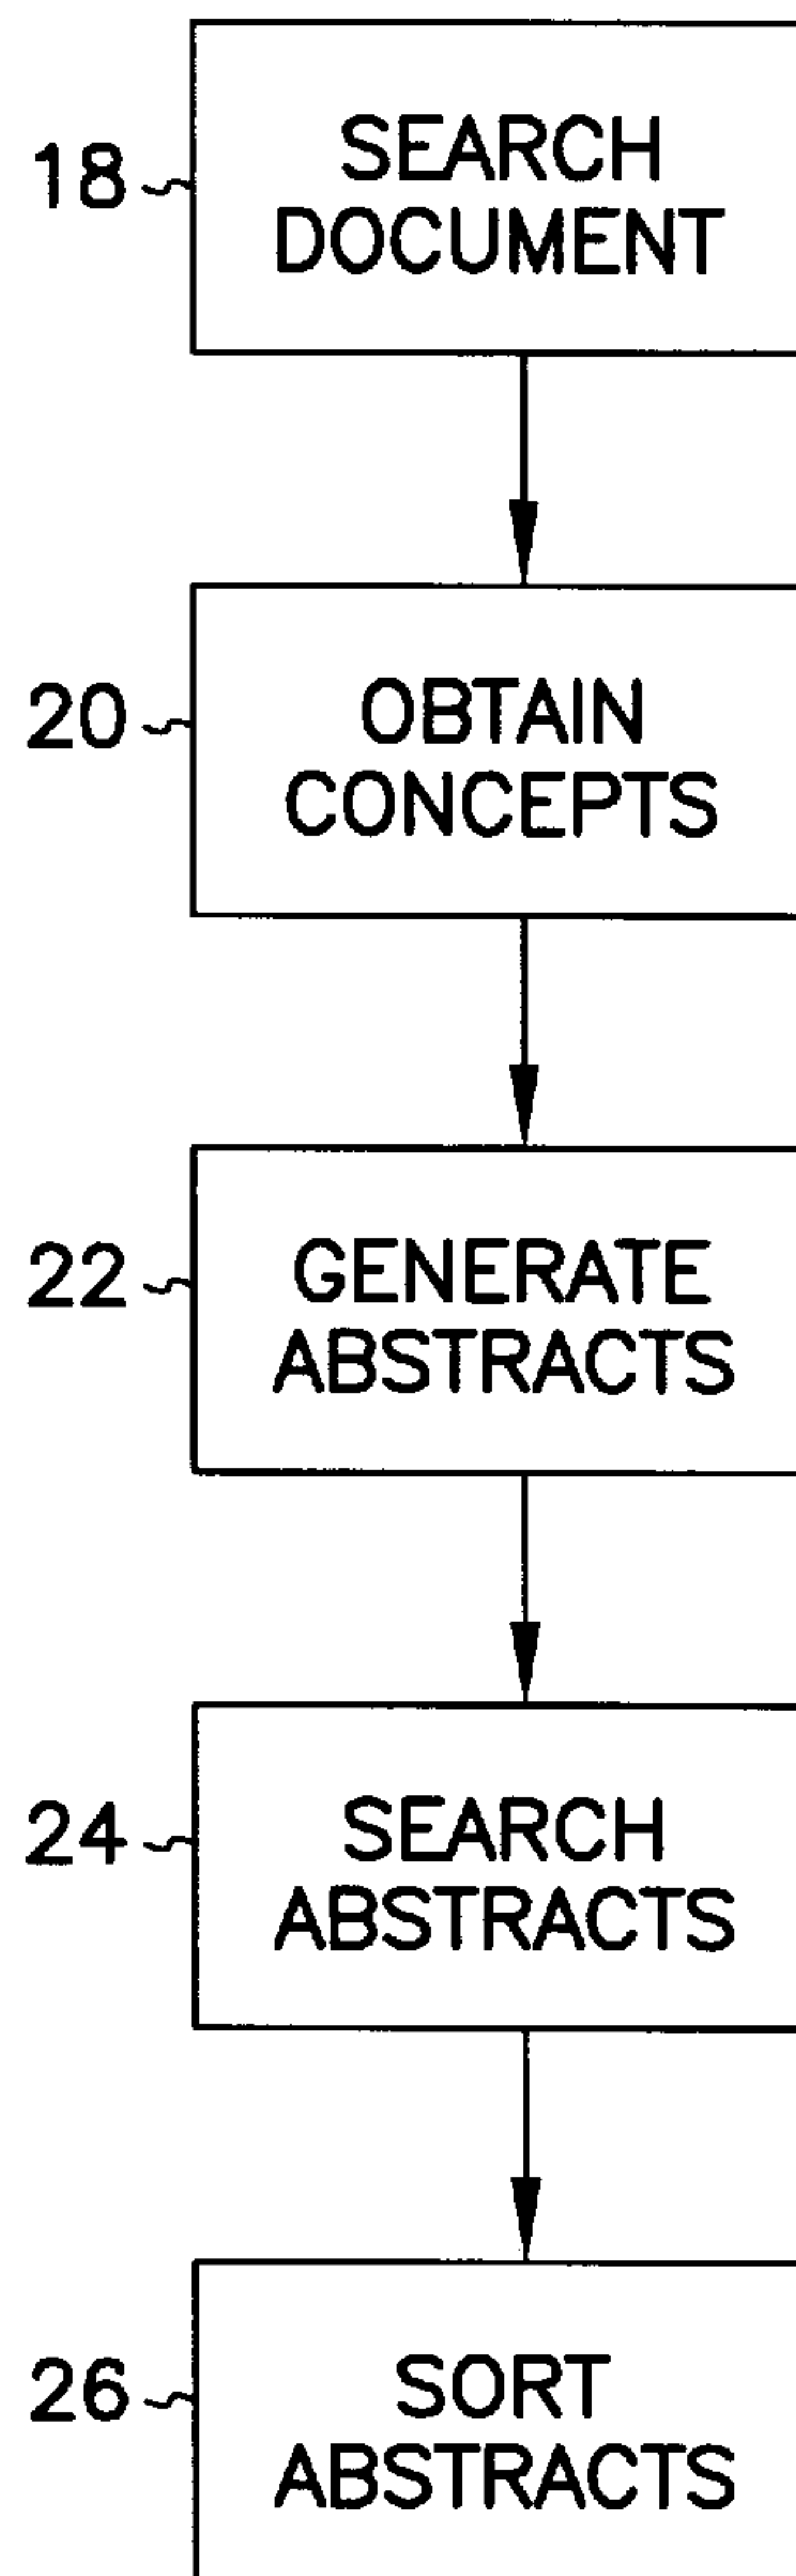 18
SEARCH
DOCUMENT
20
OBTAIN
CONCEPTS
22
GENERATE
ABSTRACTS
24
SEARCH
ABSTRACTS
26
SORT
ABSTRACTS